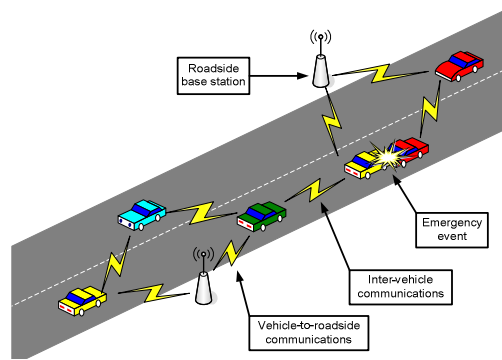 Roadside
base station
Emergency
event
Inter-vehicle
communications
Vehicle-to-roadside
communications